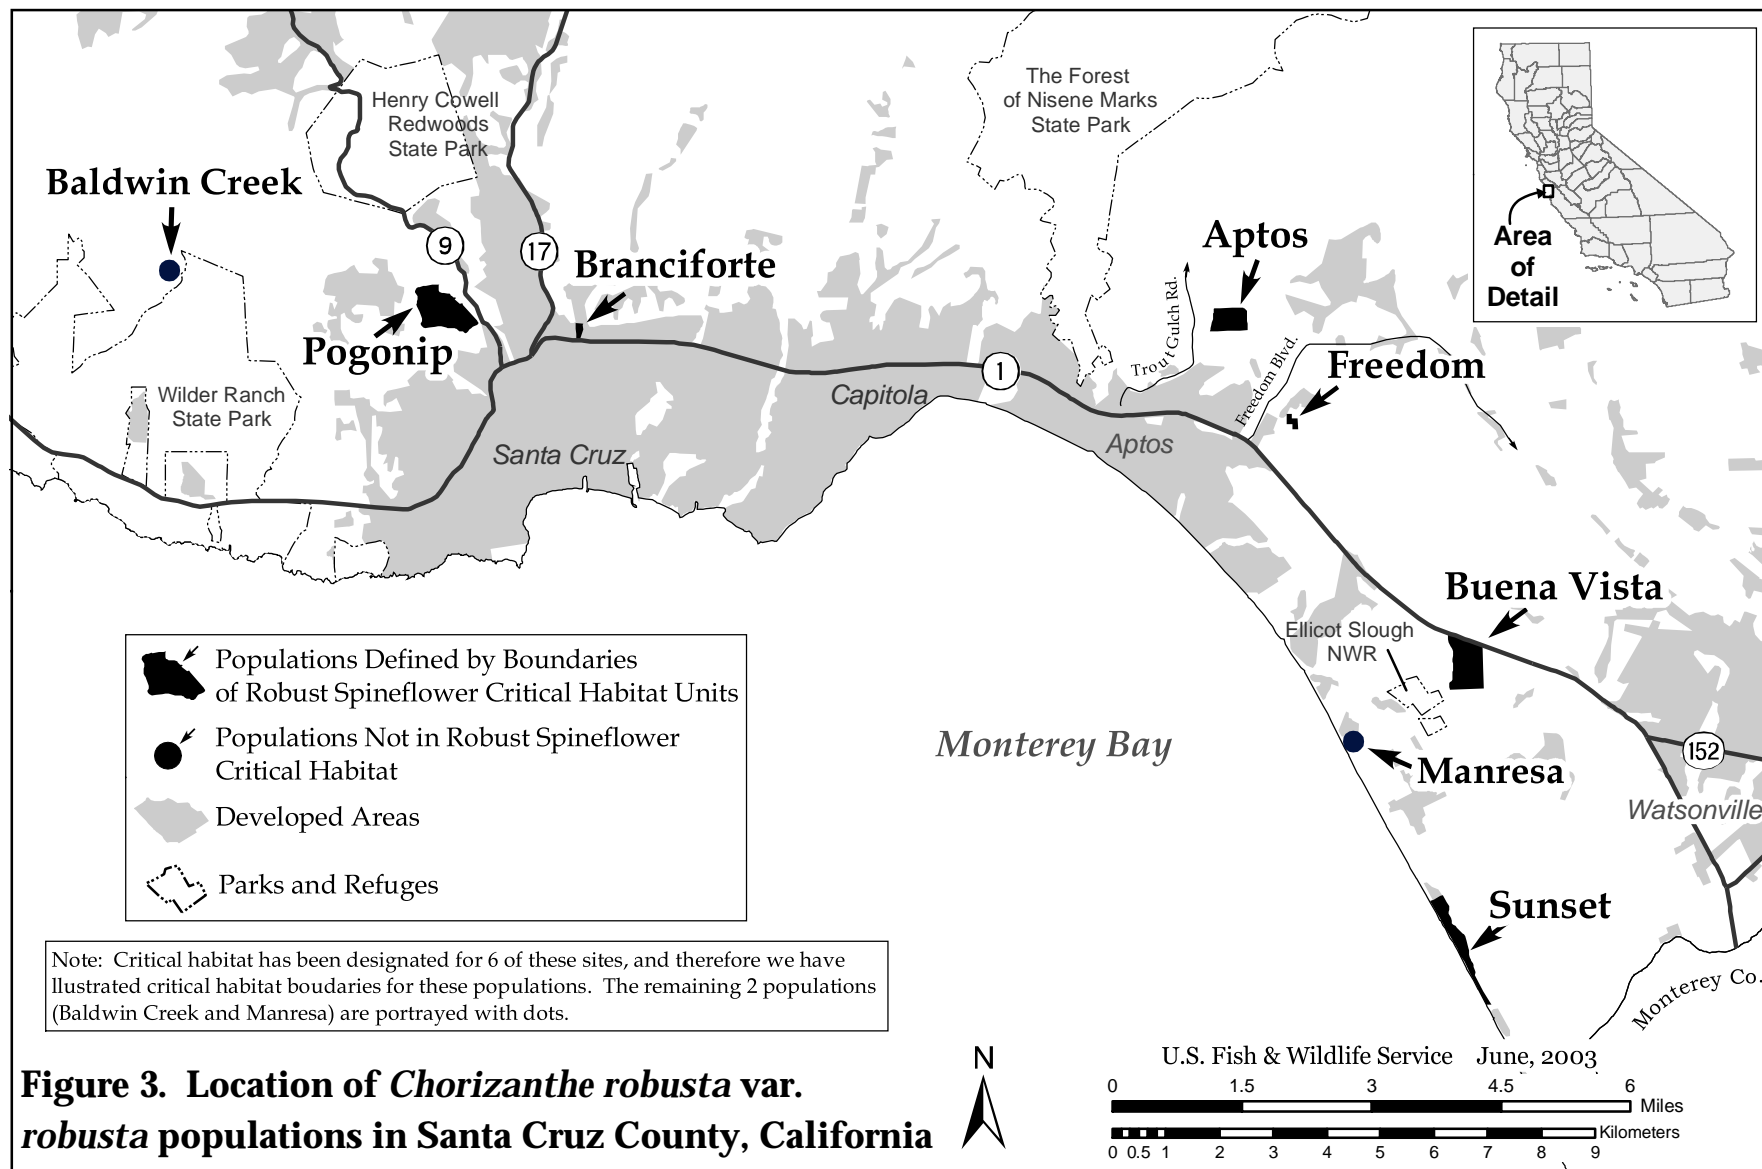 Henry Cowell
Redwoods
State Park
The Forest
of Nisene Marks
State Park
Baldwin Creek
9
17
Branciforte
Aptos
Area
of
Detail
Pogonip
Trout Gulch Rd.
Freedom Blvd.
Freedom
1
Wilder Ranch
State Park
Capitola
Santa Cruz
Aptos
Buena Vista
Ellicot Slough
NWR
Populations Defined by Boundaries
of Robust Spineflower Critical Habitat Units
Populations Not in Robust Spineflower
Critical Habitat
Developed Areas
Parks and Refuges
Monterey Bay
Manresa
152
Watsonville
Sunset
Monterey Co.
Note: Critical habitat has been designated for 6 of these sites, and therefore we have
llustrated critical habitat boudaries for these populations. The remaining 2 populations
(Baldwin Creek and Manresa) are portrayed with dots.
Figure 3. Location of Chorizanthe robusta var.
robusta populations in Santa Cruz County, California
N
U.S. Fish & Wildlife Service June, 2003
0 1.5 3 4.5 6
Miles
Kilometers
0 0.5 1 2 3 4 5 6 7 8 9